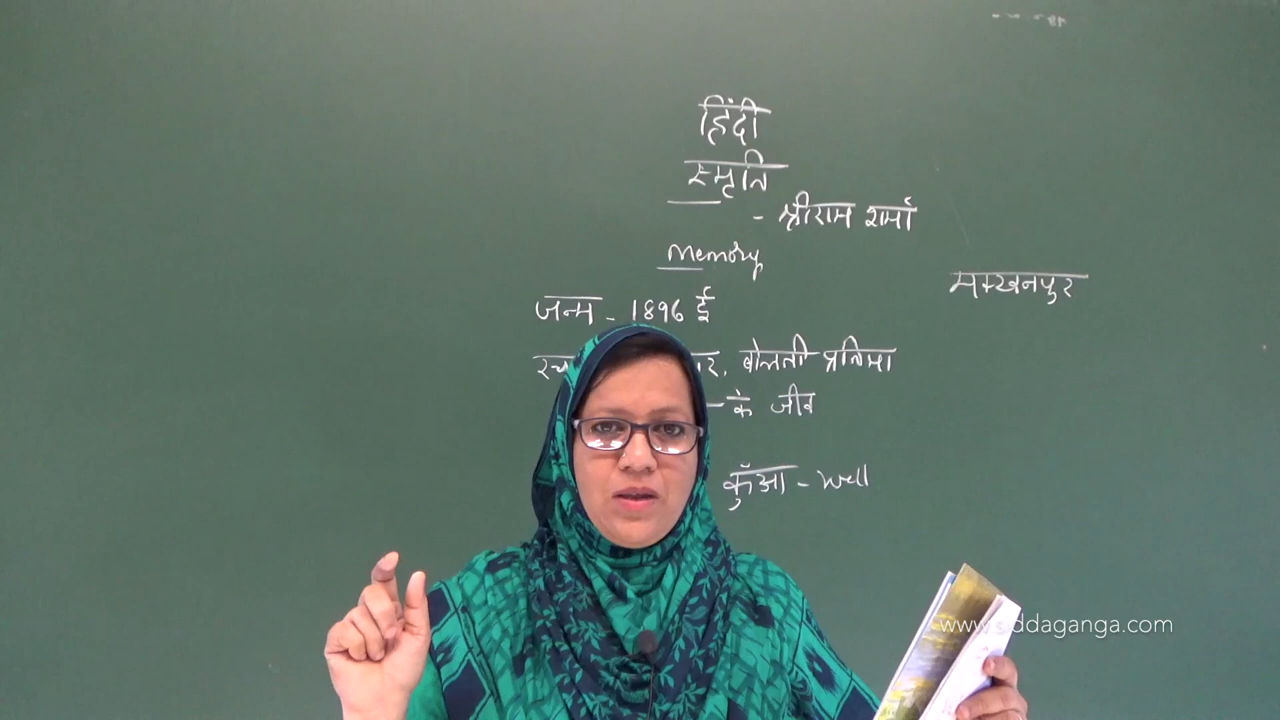 हिंदी
स्मृति
- श्रीराम शर्मा
Memory
मक्खनपुर
जन्म - 1896 ई
बोलती प्रतिमा
के जीव
कुँआ - well
www.siddaganga.com